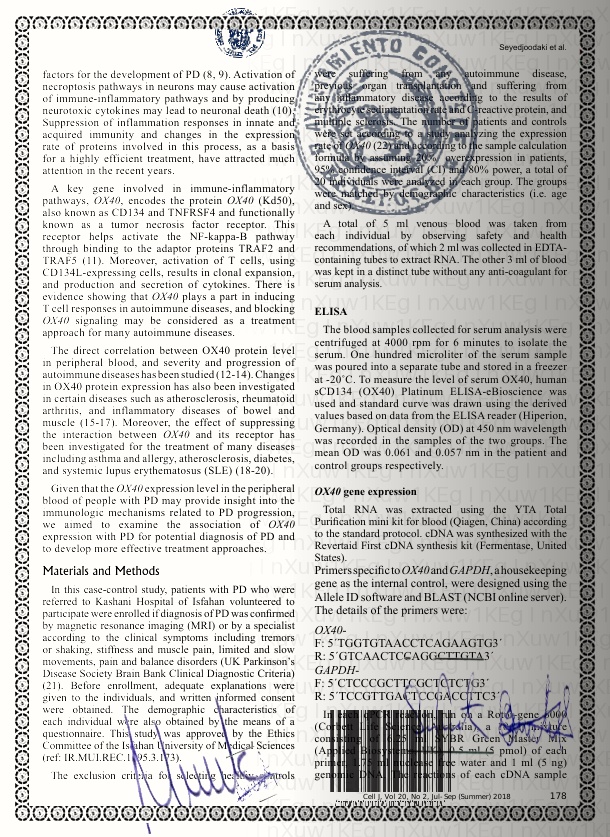 Seyedjoodaki et al.
factors for the development of PD (8, 9). Activation of
necroptosis pathways in neurons may cause activation
of immune-inflammatory pathways and by producing
neurotoxic cytokines may lead to neuronal death (10).
Suppression of inflammation responses in innate and
acquired immunity and changes in the expression
rate of proteins involved in this process, as a basis
for a highly efficient treatment, have attracted much
attention in the recent years.
A key gene involved in immune-inflammatory
pathways, OX40, encodes the protein OX40 (Kd50),
also known as CD134 and TNFRSF4 and functionally
known as a tumor necrosis factor receptor. This
receptor helps activate the NF-kappa-B pathway
through binding to the adaptor proteins TRAF2 and
TRAF5 (11). Moreover, activation of T cells, using
CD134L-expressing cells, results in clonal expansion,
and production and secretion of cytokines. There is
evidence showing that OX40 plays a part in inducing
T cell responses in autoimmune diseases, and blocking
OX40 signaling may be considered as a treatment
approach for many autoimmune diseases.
The direct correlation between OX40 protein level
in peripheral blood, and severity and progression of
autoimmune diseases has been studied (12-14). Changes
in OX40 protein expression has also been investigated
in certain diseases such as atherosclerosis, rheumatoid
arthritis, and inflammatory diseases of bowel and
muscle (15-17). Moreover, the effect of suppressing
the interaction between OX40 and its receptor has
been investigated for the treatment of many diseases
including asthma and allergy, atherosclerosis, diabetes,
and systemic lupus erythematosus (SLE) (18-20).
Given that the OX40 expression level in the peripheral
blood of people with PD may provide insight into the
immunologic mechanisms related to PD progression,
we aimed to examine the association of OX40
expression with PD for potential diagnosis of PD and
to develop more effective treatment approaches.
Materials and Methods
In this case-control study, patients with PD who were
referred to Kashani Hospital of Isfahan volunteered to
participate were enrolled if diagnosis of PD was confirmed
by magnetic resonance imaging (MRI) or by a specialist
according to the clinical symptoms including tremors
or shaking, stiffness and muscle pain, limited and slow
movements, pain and balance disorders (UK Parkinson's
Disease Society Brain Bank Clinical Diagnostic Criteria)
(21). Before enrollment, adequate explanations were
given to the individuals, and written informed consent
were obtained. The demographic characteristics of
each individual were also obtained by the means of a
questionnaire. This study was approved by the Ethics
Committee of the Isfahan University of Medical Sciences
(ref: IR.MUI.REC.1395.3.173).
The exclusion criteria for selecting healthy controls
were suffering from any autoimmune disease,
previous organ transplantation and suffering from
any inflammatory disease according to the results of
erythrocyte sedimentation rate and C-reactive protein, and
multiple sclerosis. The number of patients and controls
were set according to a study analyzing the expression
rate of OX40 (22) and according to the sample calculation
formula by assuming 20% overexpression in patients,
95% confidence interval (CI) and 80% power, a total of
20 individuals were analyzed in each group. The groups
were matched by demographic characteristics (i.e. age
and sex).
A total of 5 ml venous blood was taken from
each individual by observing safety and health
recommendations, of which 2 ml was collected in EDTA-
containing tubes to extract RNA. The other 3 ml of blood
was kept in a distinct tube without any anti-coagulant for
serum analysis.
ELISA
The blood samples collected for serum analysis were
centrifuged at 4000 rpm for 6 minutes to isolate the
serum. One hundred microliter of the serum sample
was poured into a separate tube and stored in a freezer
at -20˚C. To measure the level of serum OX40, human
sCD134 (OX40) Platinum ELISA-eBioscience was
used and standard curve was drawn using the derived
values based on data from the ELISA reader (Hiperion,
Germany). Optical density (OD) at 450 nm wavelength
was recorded in the samples of the two groups. The
mean OD was 0.061 and 0.057 nm in the patient and
control groups respectively.
OX40 gene expression
Total RNA was extracted using the YTA Total
Purification mini kit for blood (Qiagen, China) according
to the standard protocol. cDNA was synthesized with the
Revertaid First cDNA synthesis kit (Fermentase, United
States).
Primers specific to OX40 and GAPDH, a housekeeping
gene as the internal control, were designed using the
Allele ID software and BLAST (NCBI online server).
The details of the primers were:
OX40-
F: 5´TGGTGTAACCTCAGAAGTG3´
R: 5´GTCAACTCCAGGCTTGTA3´
GAPDH-
F: 5´CTCCCGCTTCGCTCTCT3´
R: 5´TCCGTTGACTCCGACCTTC3´
In each qPCR reaction, run on a Rotor-gene 6000
(Corbett Life Science, Australia), a mixture
consisting of 6.25 SYBR Green Master Mix
(Applied Biosystem 0.5 ml (5 pmol) of each
primer, 1.75 ml nuclease free water and 1 ml (5 ng)
genomic DNA. The reactions of each cDNA sample
Cell J, Vol 20, No 2, Jul-Sep (Summer) 2018
178